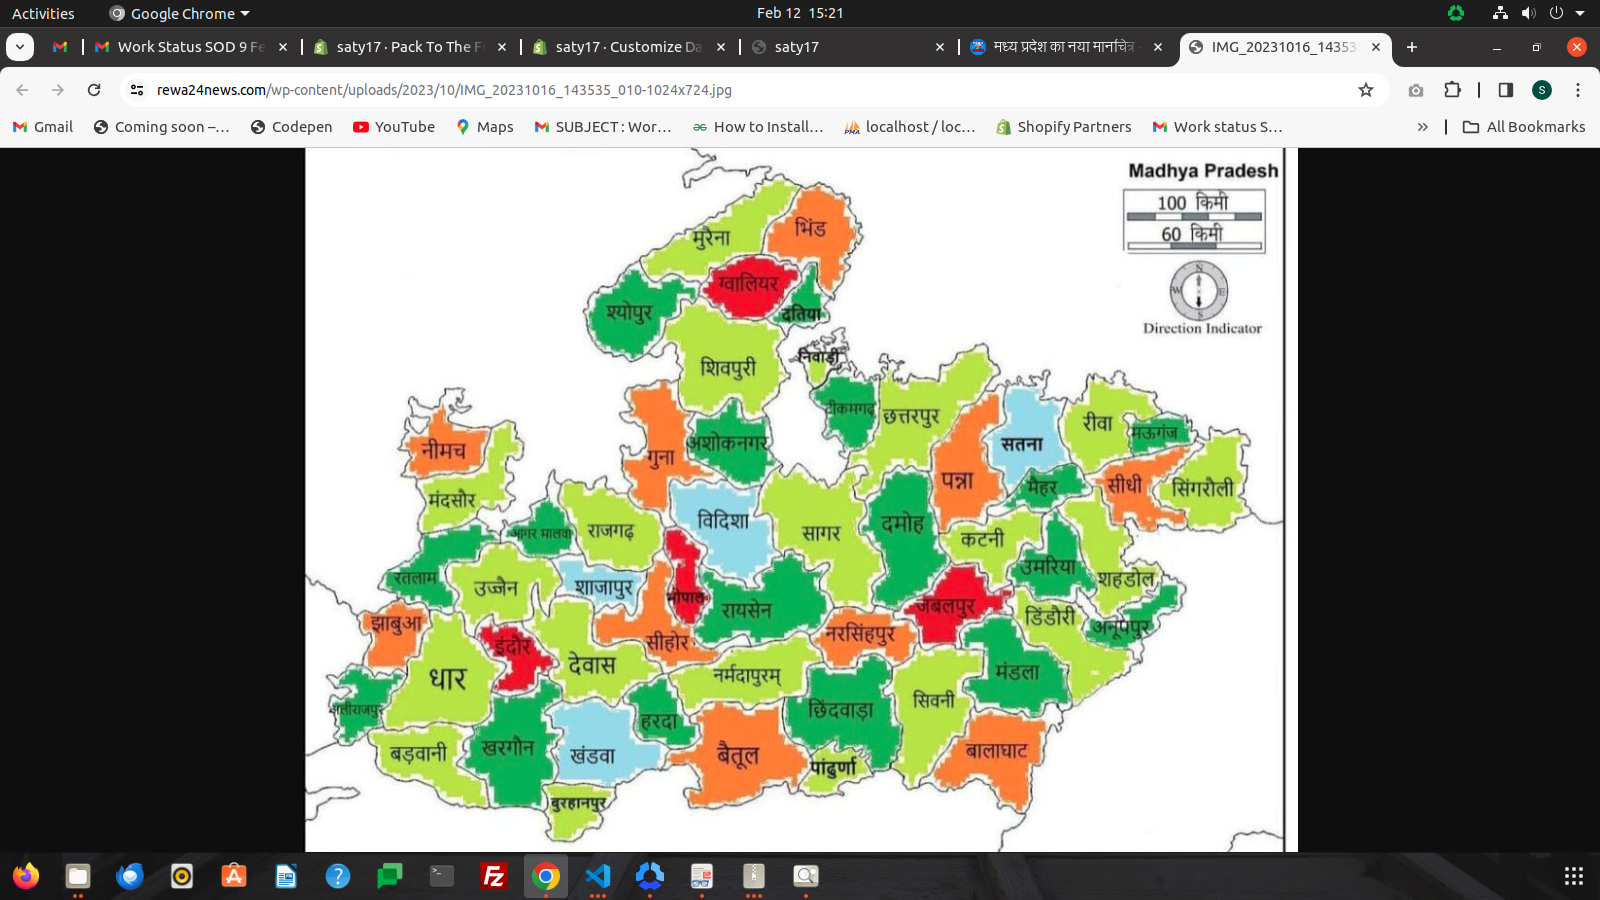 Activities
Google Chrome
Feb 12 15:21
Work Status SOD 9 Fe
saty17 · Pack To The F
saty17 · Customize Da
saty17
मध्य प्रदेश का नया मानचित्र -
IMG_20231016_14353
rewa24news.com/wp-content/uploads/2023/10/IMG_20231016_143535_010-1024x724.jpg
S
Gmail
Coming soon –...
Codepen
YouTube
Maps
SUBJECT : Wor...
How to Install...
localhost / loc...
Shopify Partners
Work status S...
All Bookmarks
Madhya Pradesh
100 किमी
60 किमी
N
W E
S
Direction Indicator
मुरैना
भिंड
ग्वालियर
श्योपुर
दतिया
शिवपुरी
निवाड़ी
टीकमगढ़
छत्तरपुर
रीवा
मऊगंज
नीमच
गुना
अशोकनगर
सतना
पन्ना
मैहर
सीधी
सिंगरौली
मंदसौर
आगर मालवा
राजगढ़
विदिशा
सागर
दमोह
कटनी
उमरिया
शहडोल
रतलाम
उज्जैन
शाजापुर
भोपाल
रायसेन
जबलपुर
डिंडौरी
अनूपपुर
झाबुआ
इंदौर
सीहोर
नरसिंहपुर
धार
देवास
नर्मदापुरम्
मंडला
अलीराजपुर
हरदा
छिंदवाड़ा
सिवनी
बड़वानी
खरगौन
खंडवा
बैतूल
पांढुर्णा
बालाघाट
बुरहानपुर